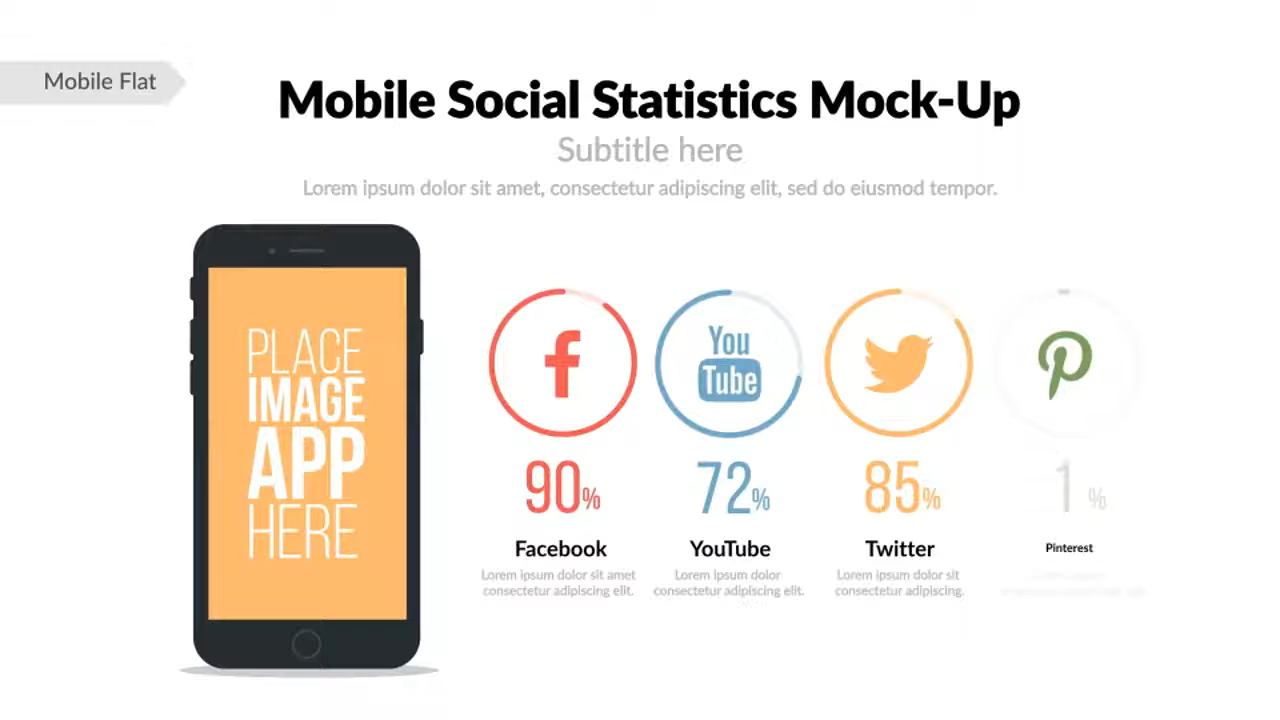 Mobile Flat
Mobile Social Statistics Mock-Up
Subtitle here
Lorem ipsum dolor sit amet, consectetur adipiscing elit, sed do eiusmod tempor.
PLACE
IMAGE
APP
HERE
You
Tube
90%
72%
85%
1 %
Facebook
YouTube
Twitter
Pinterest
Lorem ipsum dolor sit amet
consectetur adipiscing elit.
Lorem ipsum dolor
consectetur adipiscing elit.
Lorem ipsum dolor sit
consectetur adipiscing.